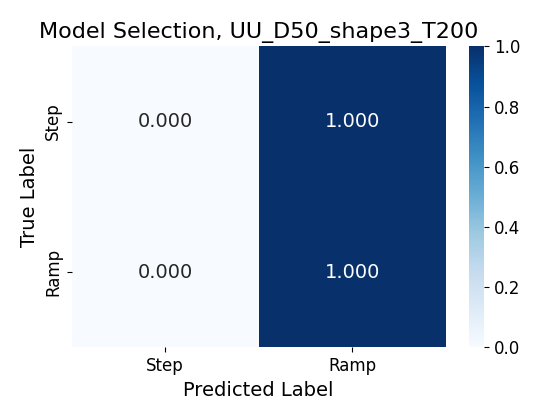 Model Selection, UU_D50_shape3_T200
True Label
Step
0.000
1.000
Ramp
0.000
1.000
Step
Ramp
Predicted Label
1.0
0.8
0.6
0.4
0.2
0.0